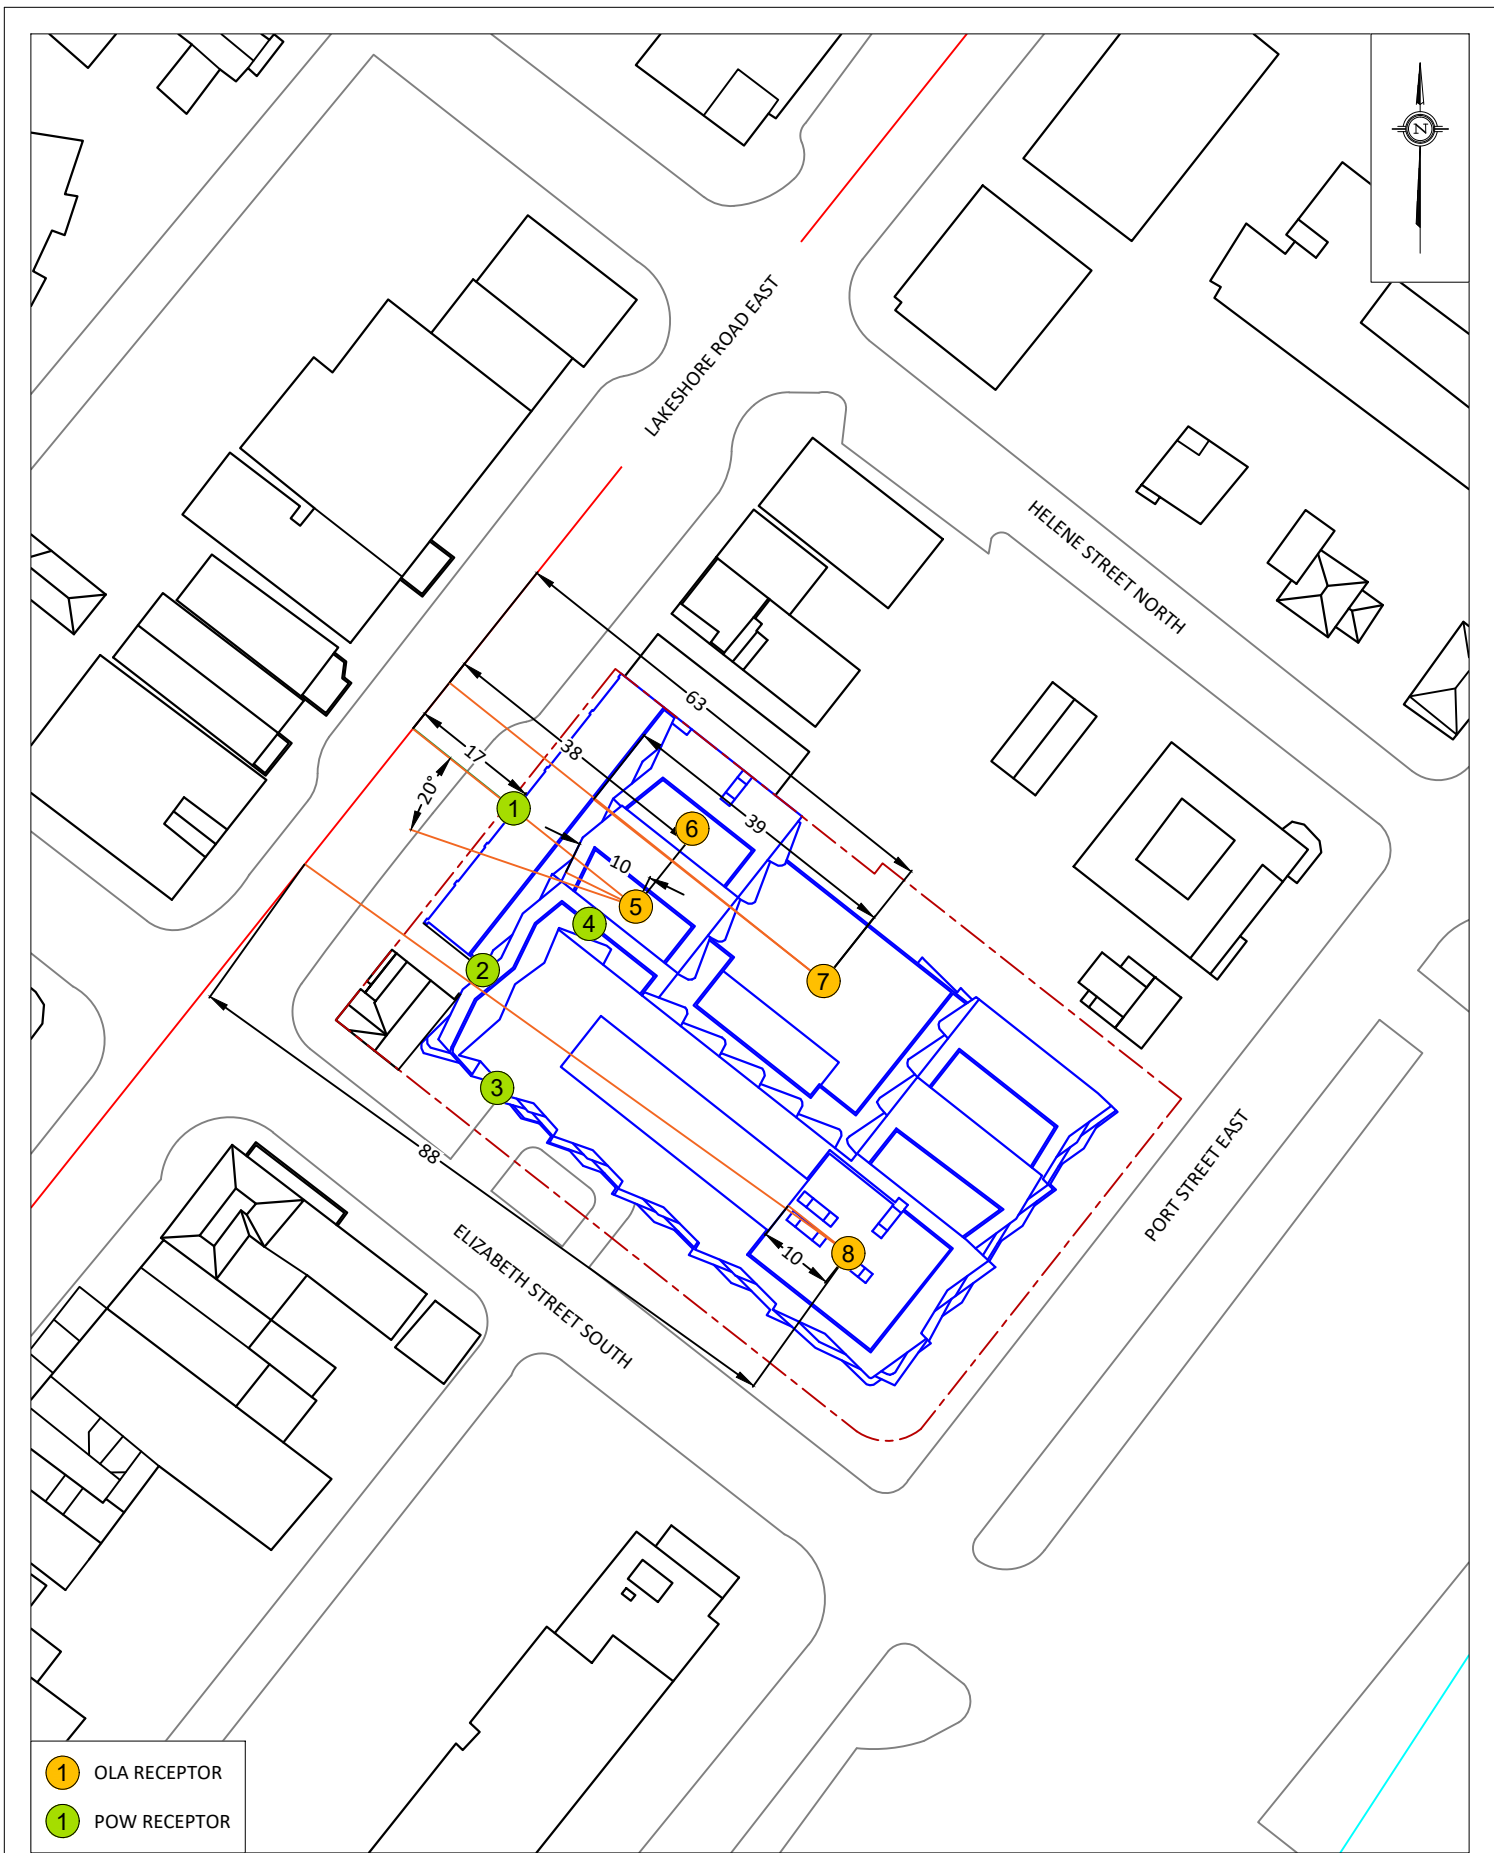 N
LAKESHORE ROAD EAST
HELENE STREET NORTH
63
38
17
20°
1
6
39
10
5
4
2
7
3
88
PORT STREET EAST
ELIZABETH STREET SOUTH
10
8
1 OLA RECEPTOR
1 POW RECEPTOR